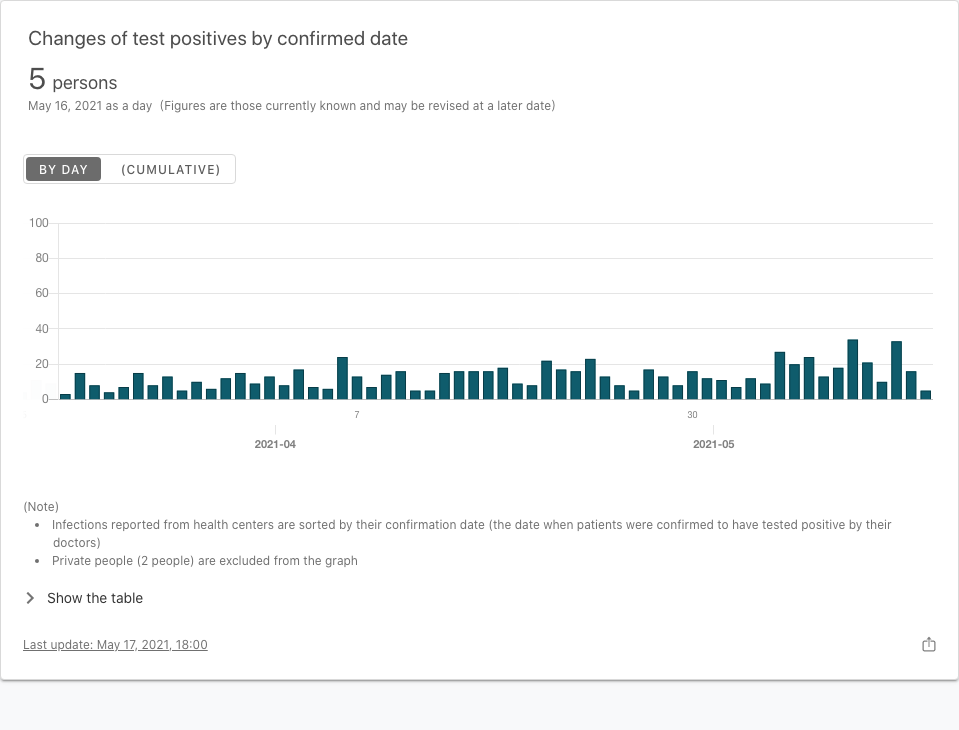 Changes of test positives by confirmed date
5 persons
May 16, 2021 as a day (Figures are those currently known and may be revised at a later date)
BY DAY (CUMULATIVE)
100
80
60
40
20
0
7 30
2021-04 2021-05
(Note)
• Infections reported from health centers are sorted by their confirmation date (the date when patients were confirmed to have tested positive by their
doctors)
• Private people (2 people) are excluded from the graph
Show the table
Last update: May 17, 2021, 18:00